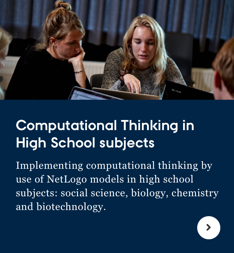 Computational Thinking in
High School subjects
Implementing computational thinking by
use of NetLogo models in high school
subjects: social science, biology, chemistry
and biotechnology.